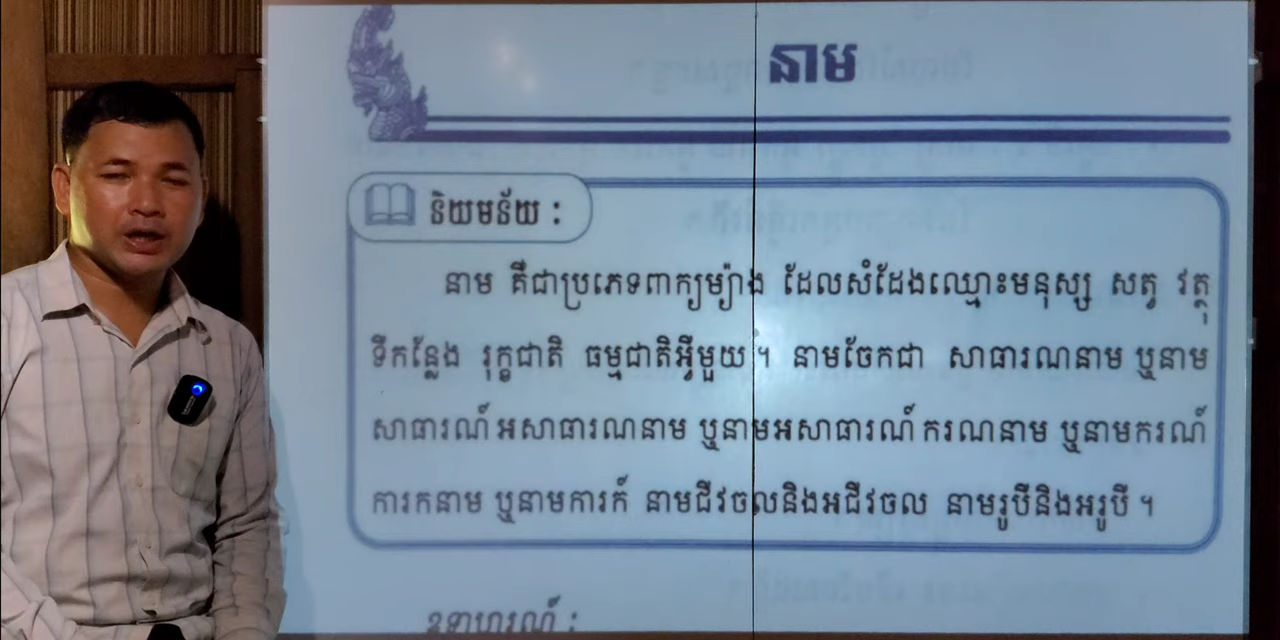 នាម
និយមន័យ :
នាម គឺជាប្រភេទពាក្យម្យ៉ាង ដែលសំដែងឈ្មោះមនុស្ស សត្វ វត្ថុ
ទីកន្លែង រុក្ខជាតិ ធម្មជាតិអ្វីមួយ ។ នាមចែកជា សាធារណនាម ឬនាម
សាធារណ៍ អសាធារណនាម ឬនាមអសាធារណ៍ ករណនាម ឬនាមករណ៍
ការកនាម ឬនាមការក៍ នាមជីវចលនិងអជីវចល នាមរូបីនិងអរូបី ។
ឧទាហរណ៍ :